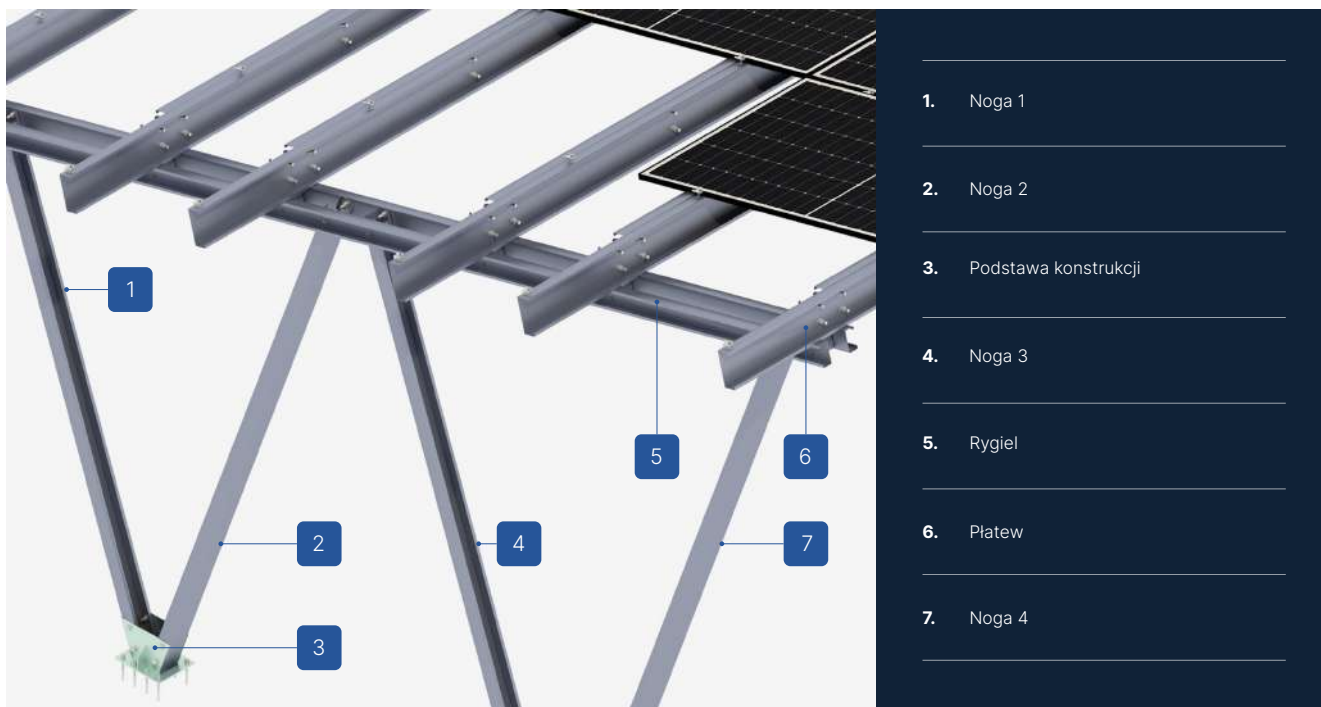 1
2
3
4
5
6
7
1. Noga 1
2. Noga 2
3. Podstawa konstrukcji
4. Noga 3
5. Rygiel
6. Płatew
7. Noga 4